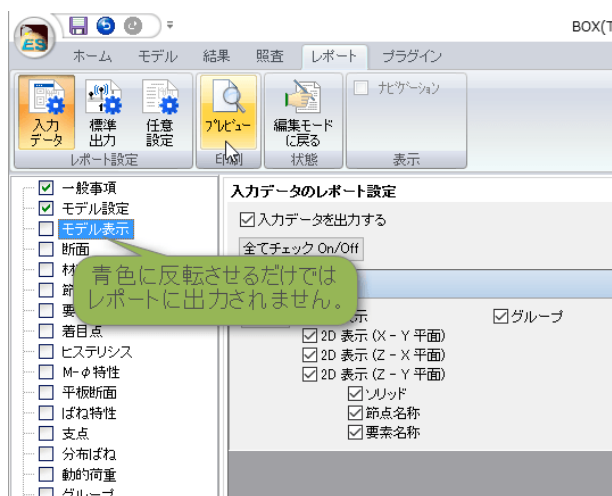 BOX(T
ES
ホーム モデル 結果 照査 レポート プラグイン
入力データ 標準出力 任意設定 プレビュー 編集モードに戻る ナビゲーション
レポート設定 印刷 状態 表示
一般事項
モデル設定
モデル表示
断面
青色に反転させるだけでは
レポートに出力されません。
着目点
ヒステリシス
M-φ特性
平板断面
ばね特性
支点
分布ばね
動的荷重
グループ
入力データのレポート設定
入力データを出力する
全てチェック On/Off
グループ
2D 表示 (X - Y 平面)
2D 表示 (Z - X 平面)
2D 表示 (Z - Y 平面)
ソリッド
節点名称
要素名称